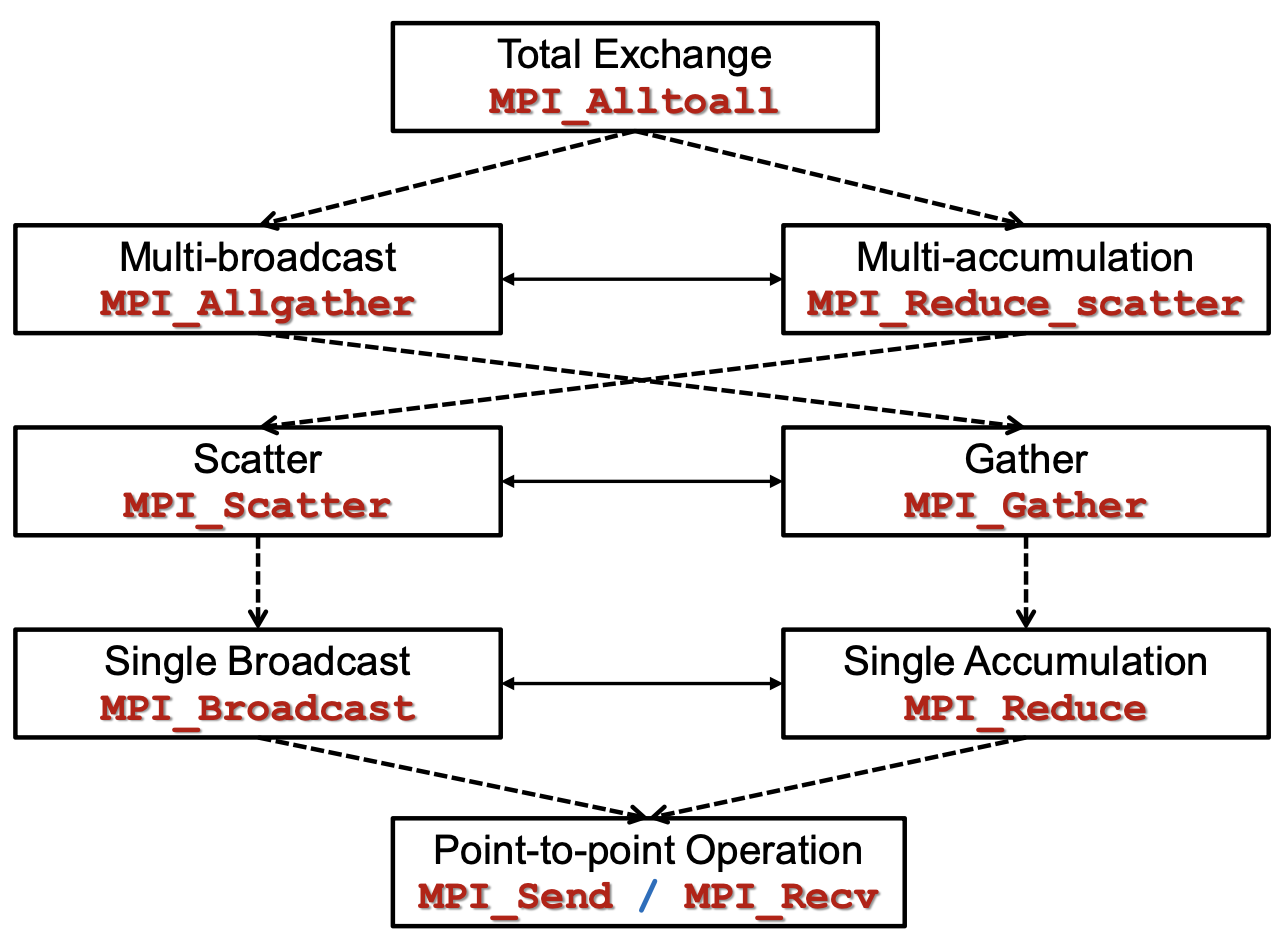 Total Exchange
MPI_Alltoall
Multi-broadcast
MPI_Allgather
Multi-accumulation
MPI_Reduce_scatter
Scatter
MPI_Scatter
Gather
MPI_Gather
Single Broadcast
MPI_Broadcast
Single Accumulation
MPI_Reduce
Point-to-point Operation
MPI_Send / MPI_Recv